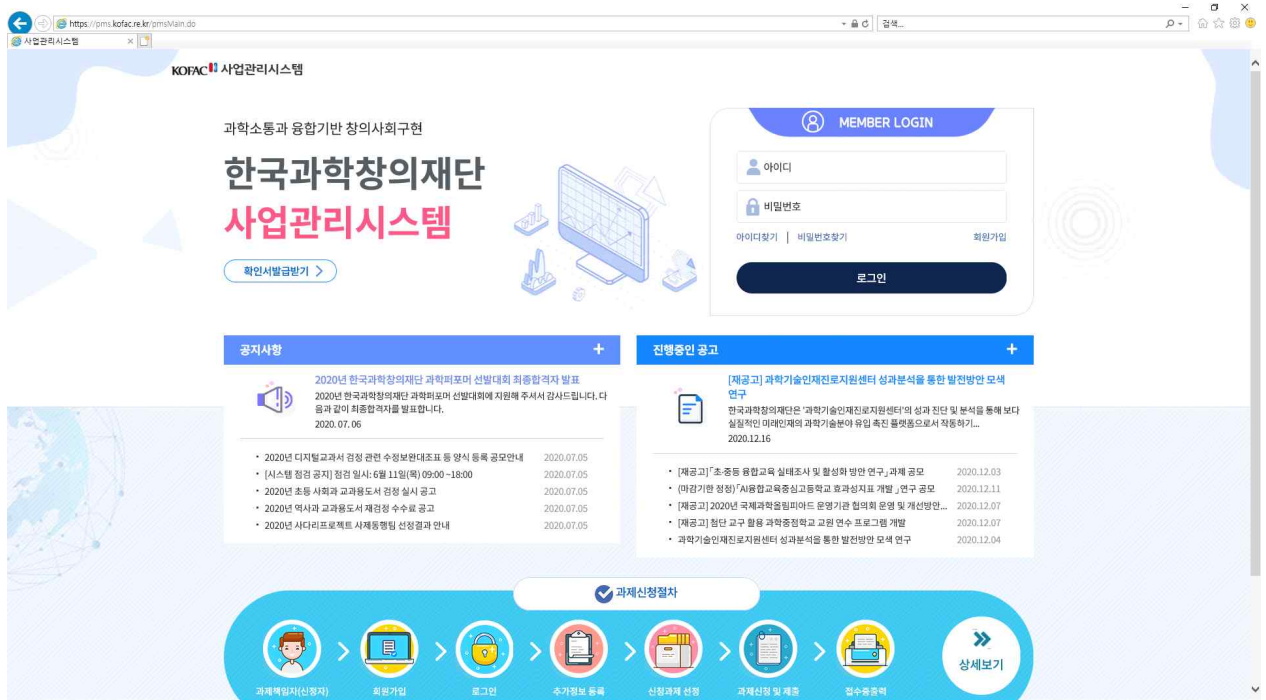 https://pms.kofac.re.kr/pmsMain.do
검색...
사업관리시스템
KOFAC 사업관리시스템
과학소통과 융합기반 창의사회구현
한국과학창의재단
사업관리시스템
확인서발급받기
MEMBER LOGIN
아이디
비밀번호
아이디찾기 | 비밀번호찾기
회원가입
로그인
공지사항 +
2020년 한국과학창의재단 과학퍼포머 선발대회 최종합격자 발표
2020년 한국과학창의재단 과학퍼포머 선발대회에 지원해 주셔서 감사드립니다. 다
음과 같이 최종합격자를 발표합니다.
2020. 07. 06
• 2020년 디지털교과서 검정 관련 수정보완대조표 등 양식 등록 공모안내 2020.07.05
• [시스템 점검 공지] 점검 일시: 6월 11일(목) 09:00 ~18:00 2020.07.05
• 2020년 초등 사회과 교과용도서 검정 실시 공고 2020.07.05
• 2020년 역사과 교과용도서 재검정 수수료 공고 2020.07.05
• 2020년 사다리프로젝트 사제동행팀 선정결과 안내 2020.07.05
진행중인 공고 +
[재공고] 과학기술인재진로지원센터 성과분석을 통한 발전방안 모색
연구
한국과학창의재단은 '과학기술인재진로지원센터'의 성과 진단 및 분석을 통해 보다
실질적인 미래인재의 과학기술분야 유입 촉진 플랫폼으로서 작동하기...
2020.12.16
• [재공고]「초·중등 융합교육 실태조사 및 활성화 방안 연구」과제 공모 2020.12.03
• (마감기한 정정)「AI융합교육중심고등학교 효과성지표 개발 」연구 공모 2020.12.11
• [재공고] 2020년 국제과학올림피아드 운영기관 협의회 운영 및 개선방안... 2020.12.07
• [재공고] 첨단 교구 활용 과학중점학교 교원 연수 프로그램 개발 2020.12.07
• 과학기술인재진로지원센터 성과분석을 통한 발전방안 모색 연구 2020.12.04
과제신청절차
과제책임자(신청자)
회원가입
로그인
추가정보 등록
신청과제 선정
과제신청 및 제출
접수증출력
상세보기